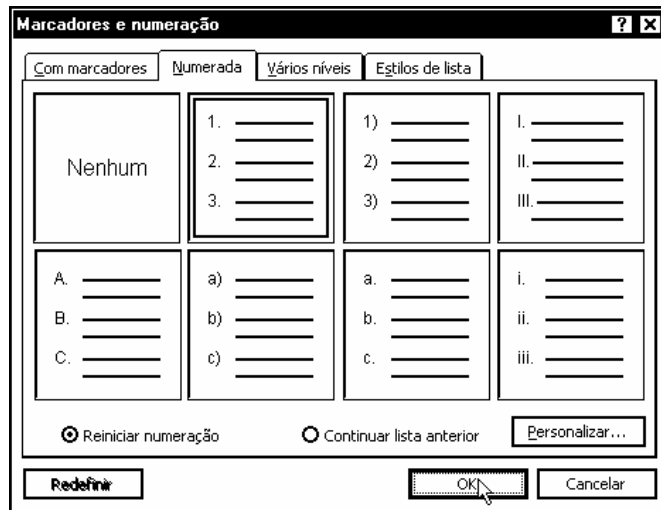 Marcadores e numeração
Com marcadores Numerada Vários níveis Estilos de lista
Nenhum
1.
2.
3.
1)
2)
3)
I.
II.
III.
A.
B.
C.
a)
b)
c)
a.
b.
c.
i.
ii.
iii.
Reiniciar numeração Continuar lista anterior Personalizar...
Redefinir OK Cancelar